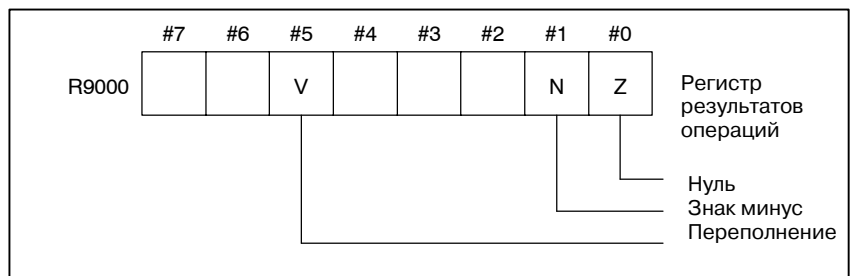 #7 #6 #5 #4 #3 #2 #1 #0
R9000 V N Z
Регистр
результатов
операций
Нуль
Знак минус
Переполнение